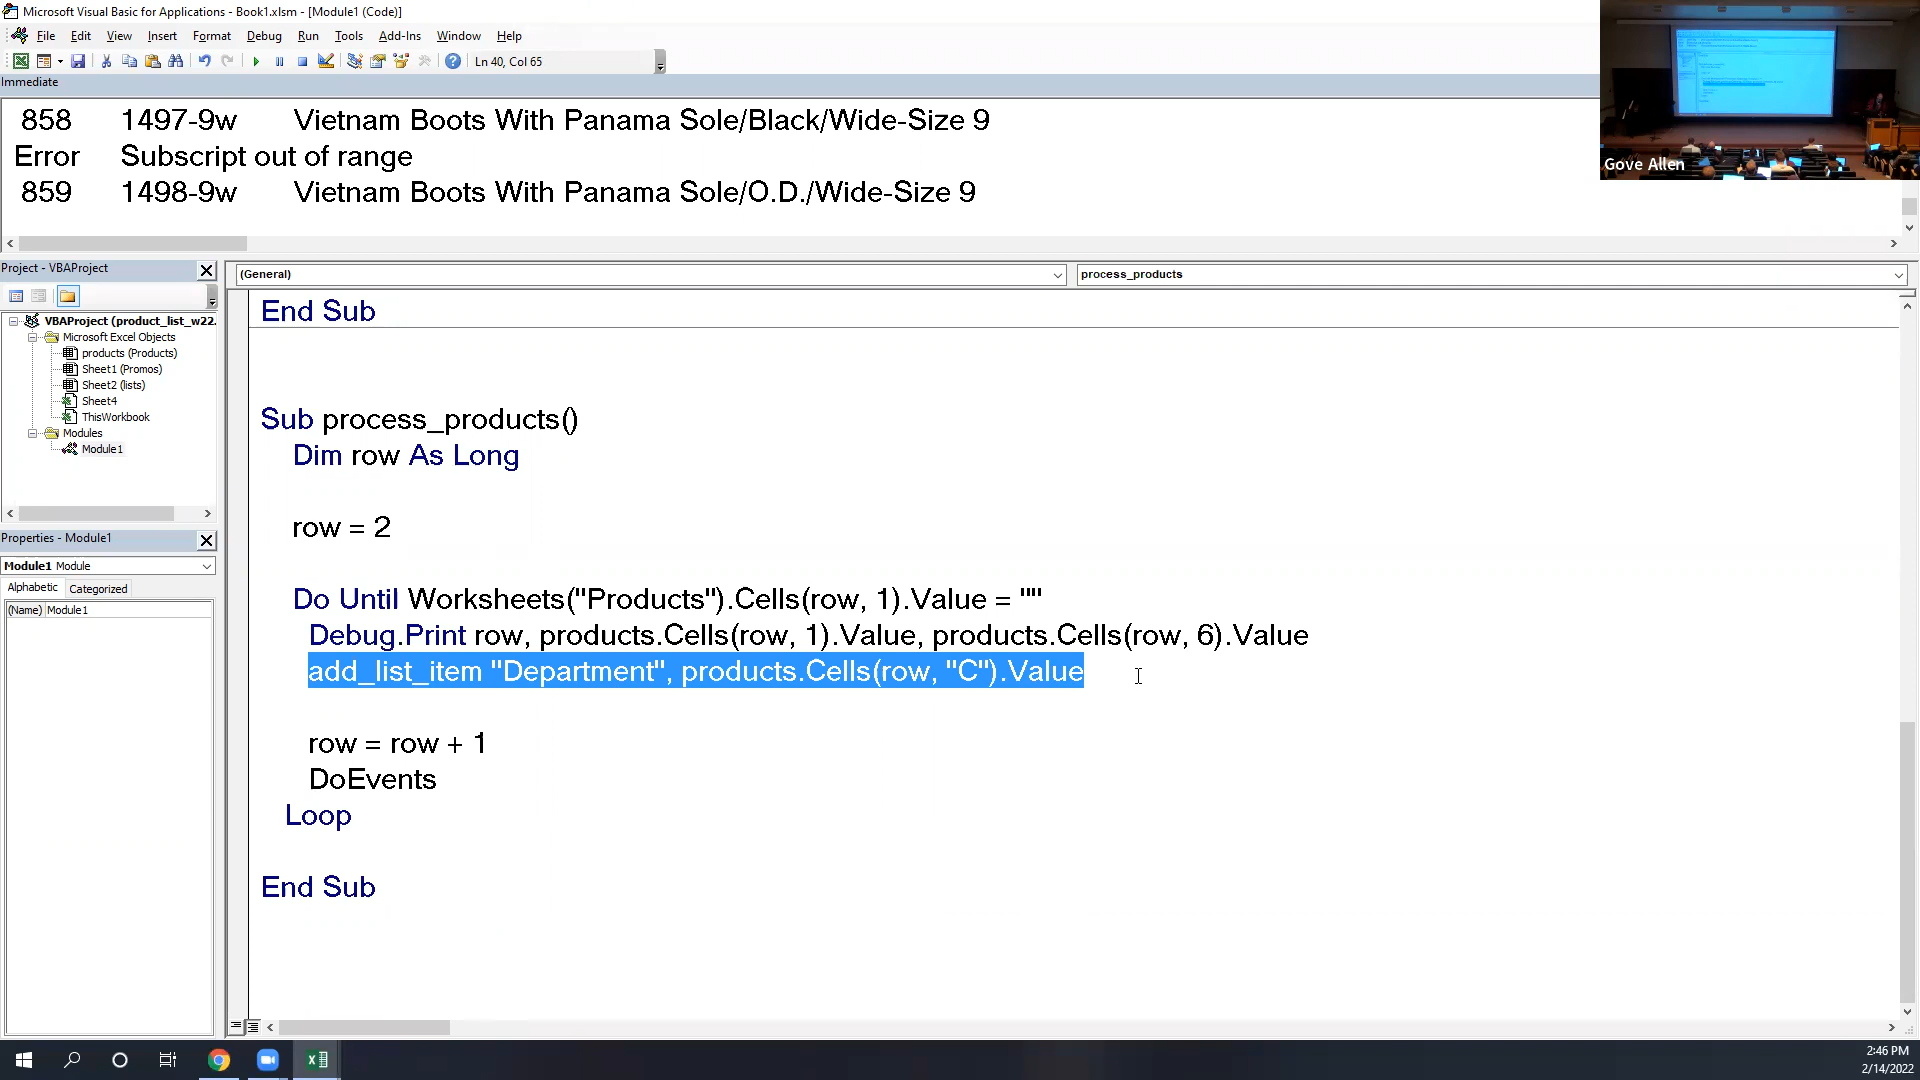 Microsoft Visual Basic for Applications - Book1.xlsm - [Module1 (Code)]
File Edit View Insert Format Debug Run Tools Add-Ins Window Help
Ln 40, Col 65
Immediate
858 1497-9w Vietnam Boots With Panama Sole/Black/Wide-Size 9
Error Subscript out of range
859 1498-9w Vietnam Boots With Panama Sole/O.D./Wide-Size 9
Gove Allen
Project - VBAProject
VBAProject (product_list_w22.
Microsoft Excel Objects
products (Products)
Sheet1 (Promos)
Sheet2 (lists)
Sheet4
ThisWorkbook
Modules
Module1
Properties - Module1
Module1 Module
Alphabetic Categorized
(Name) Module1
(General) process_products
End Sub
Sub process_products()
Dim row As Long
row = 2
Do Until Worksheets("Products").Cells(row, 1).Value = ""
Debug.Print row, products.Cells(row, 1).Value, products.Cells(row, 6).Value
add_list_item "Department", products.Cells(row, "C").Value
row = row + 1
DoEvents
Loop
End Sub
2:46 PM
2/14/2022